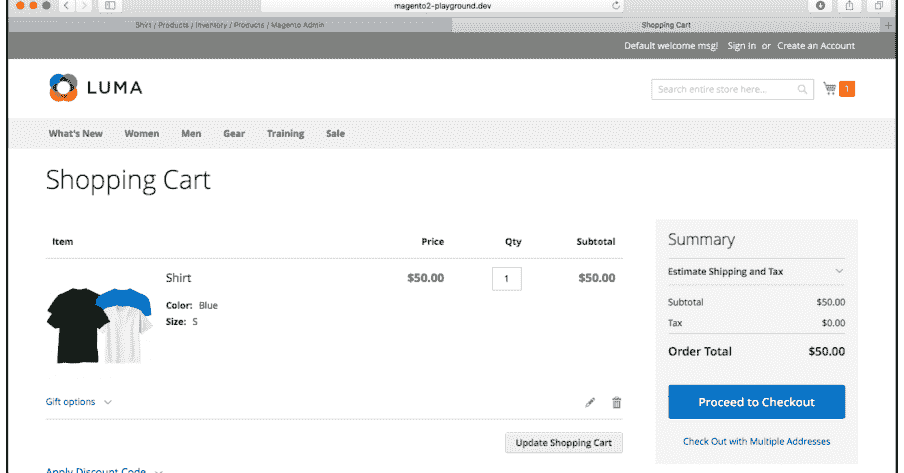 magento2-playground.dev
Shirt / Products / Inventory / Products / Magento Admin
Shopping Cart
Default welcome msg! Sign In or Create an Account
LUMA
Search entire store here...
1
What's New Women Men Gear Training Sale
Shopping Cart
Item Price Qty Subtotal
Shirt $50.00 1 $50.00
Color: Blue
Size: S
Gift options
Update Shopping Cart
Apply Discount Code
Summary
Estimate Shipping and Tax
Subtotal $50.00
Tax $0.00
Order Total $50.00
Proceed to Checkout
Check Out with Multiple Addresses